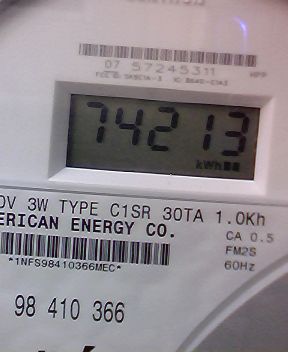 07 57245311
74213
kWh
0V 3W TYPE C1SR 30TA 1.0Kh
ERICAN ENERGY CO.
CA 0.5
FM2S
60Hz
*1NFS98410366MEC*
98 410 366